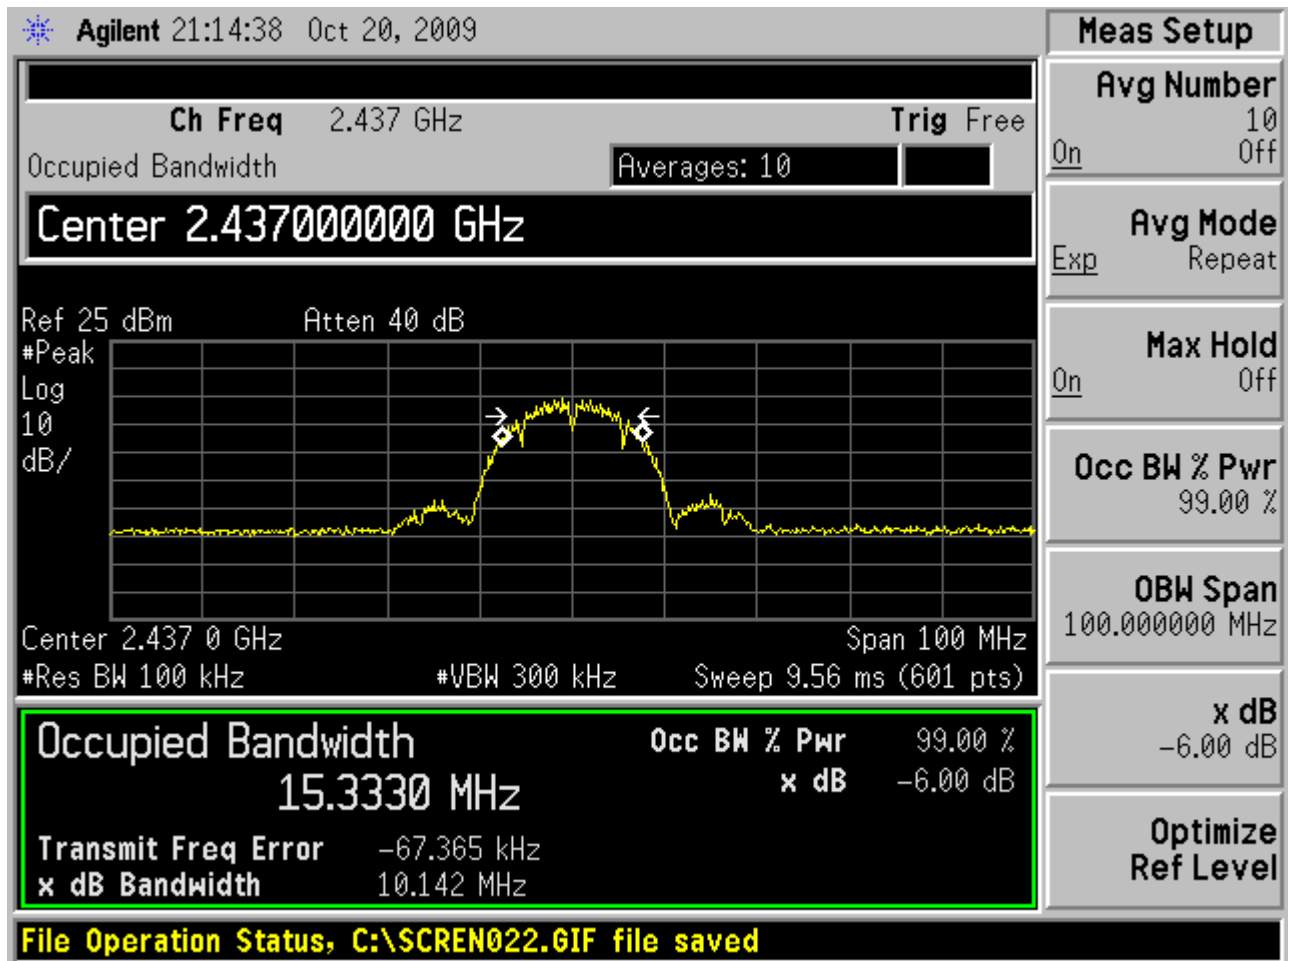 Agilent 21:14:38 Oct 20, 2009
Meas Setup
Ch Freq 2.437 GHz Trig Free
Occupied Bandwidth Averages: 10
Center 2.437000000 GHz
Ref 25 dBm Atten 40 dB
#Peak
Log
10
dB/
Center 2.437 0 GHz Span 100 MHz
#Res BW 100 kHz #VBW 300 kHz Sweep 9.56 ms (601 pts)
Occupied Bandwidth Occ BW % Pwr 99.00 %
15.3330 MHz x dB -6.00 dB
Transmit Freq Error -67.365 kHz
x dB Bandwidth 10.142 MHz
Avg Number
10
On Off
Avg Mode
Exp Repeat
Max Hold
On Off
Occ BW % Pwr
99.00 %
OBW Span
100.000000 MHz
x dB
-6.00 dB
Optimize
Ref Level
File Operation Status, C:\SCREN022.GIF file saved